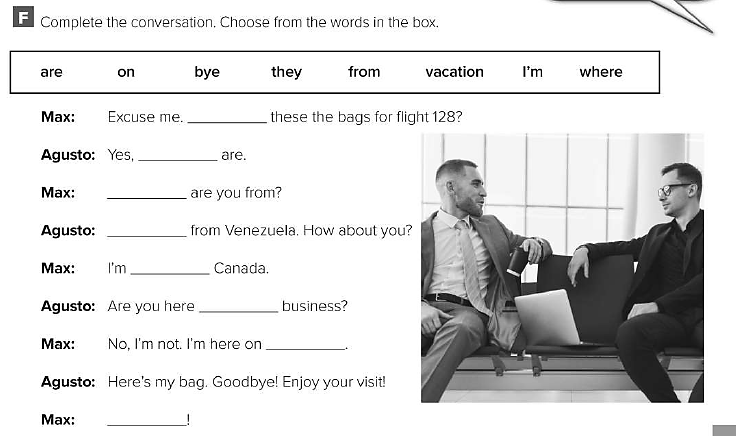 F Complete the conversation. Choose from the words in the box.
are on bye they from vacation I'm where
Max: Excuse me. __________ these the bags for flight 128?
Agusto: Yes, __________ are.
Max: __________ are you from?
Agusto: __________ from Venezuela. How about you?
Max: I'm __________ Canada.
Agusto: Are you here __________ business?
Max: No, I'm not. I'm here on __________.
Agusto: Here's my bag. Goodbye! Enjoy your visit!
Max: __________!